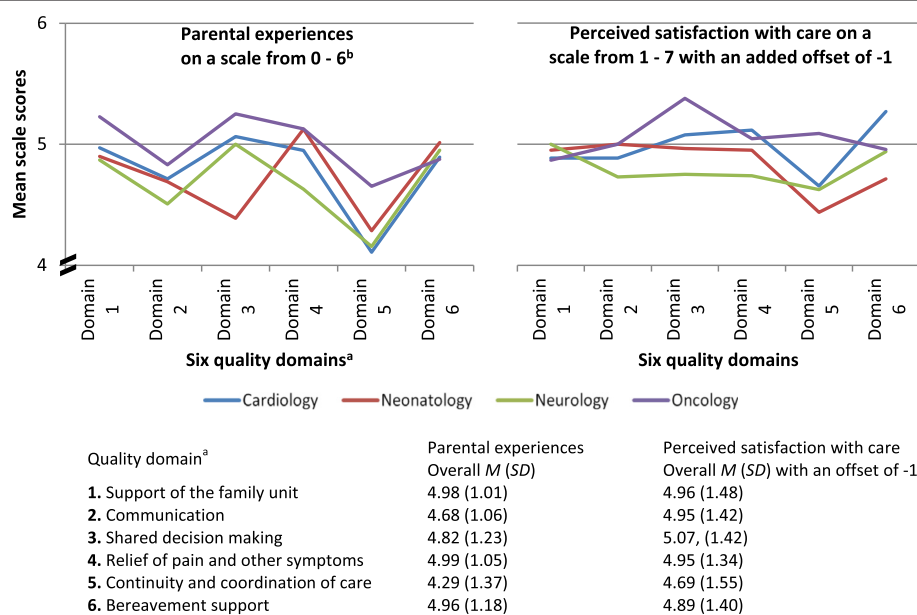 Parental experiences
on a scale from 0 - 6ᵇ
Perceived satisfaction with care on a
scale from 1 - 7 with an added offset of -1
Mean scale scores
6
5
4
Domain 1
Domain 2
Domain 3
Domain 4
Domain 5
Domain 6
Domain 1
Domain 2
Domain 3
Domain 4
Domain 5
Domain 6
Six quality domainsᵃ
Six quality domains
Cardiology Neonatology Neurology Oncology
Quality domainᵃ
Parental experiences
Overall M (SD)
Perceived satisfaction with care
Overall M (SD) with an offset of -1
1. Support of the family unit 4.98 (1.01) 4.96 (1.48)
2. Communication 4.68 (1.06) 4.95 (1.42)
3. Shared decision making 4.82 (1.23) 5.07, (1.42)
4. Relief of pain and other symptoms 4.99 (1.05) 4.95 (1.34)
5. Continuity and coordination of care 4.29 (1.37) 4.69 (1.55)
6. Bereavement support 4.96 (1.18) 4.89 (1.40)